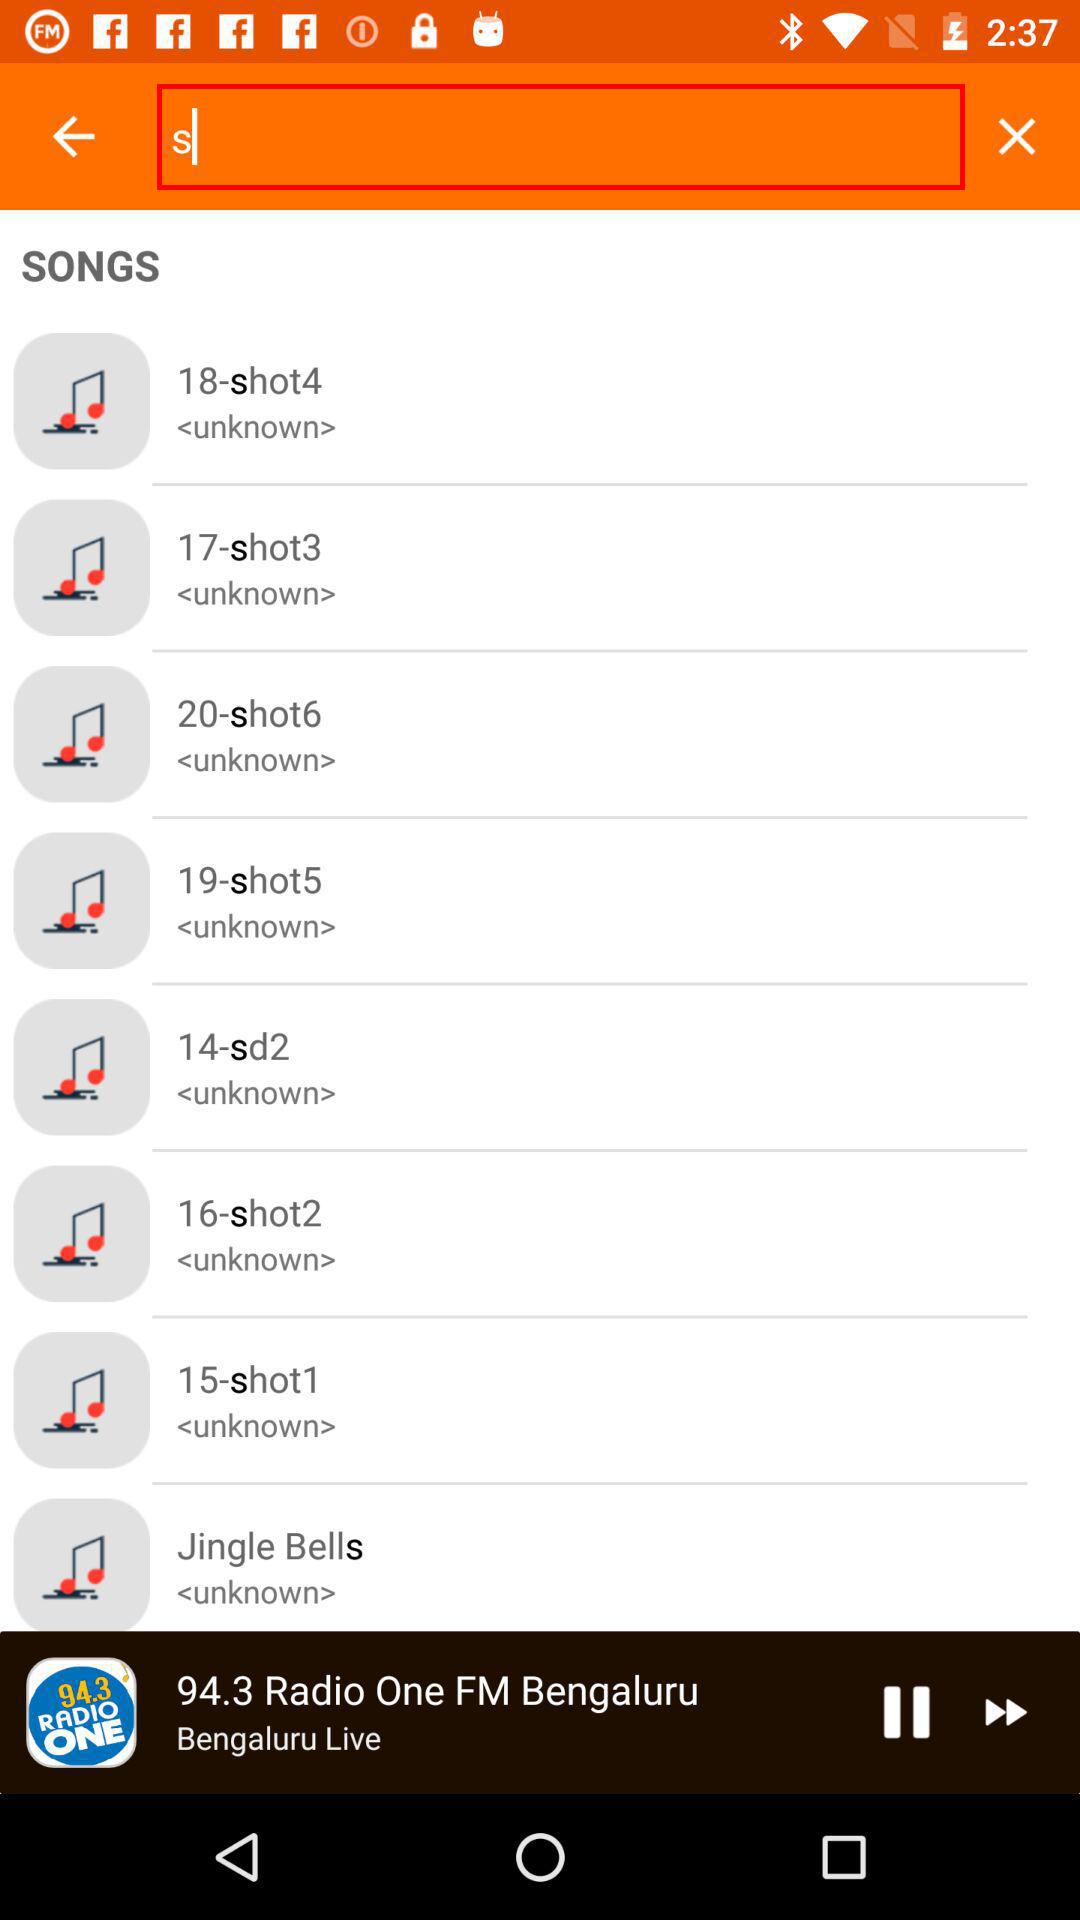 FM
2:37
s
SONGS
18-shot4
<unknown>
17-shot3
<unknown>
20-shot6
<unknown>
19-shot5
<unknown>
14-sd2
<unknown>
16-shot2
<unknown>
15-shot1
<unknown>
Jingle Bells
<unknown>
94.3
RADIO
ONE
94.3 Radio One FM Bengaluru
Bengaluru Live